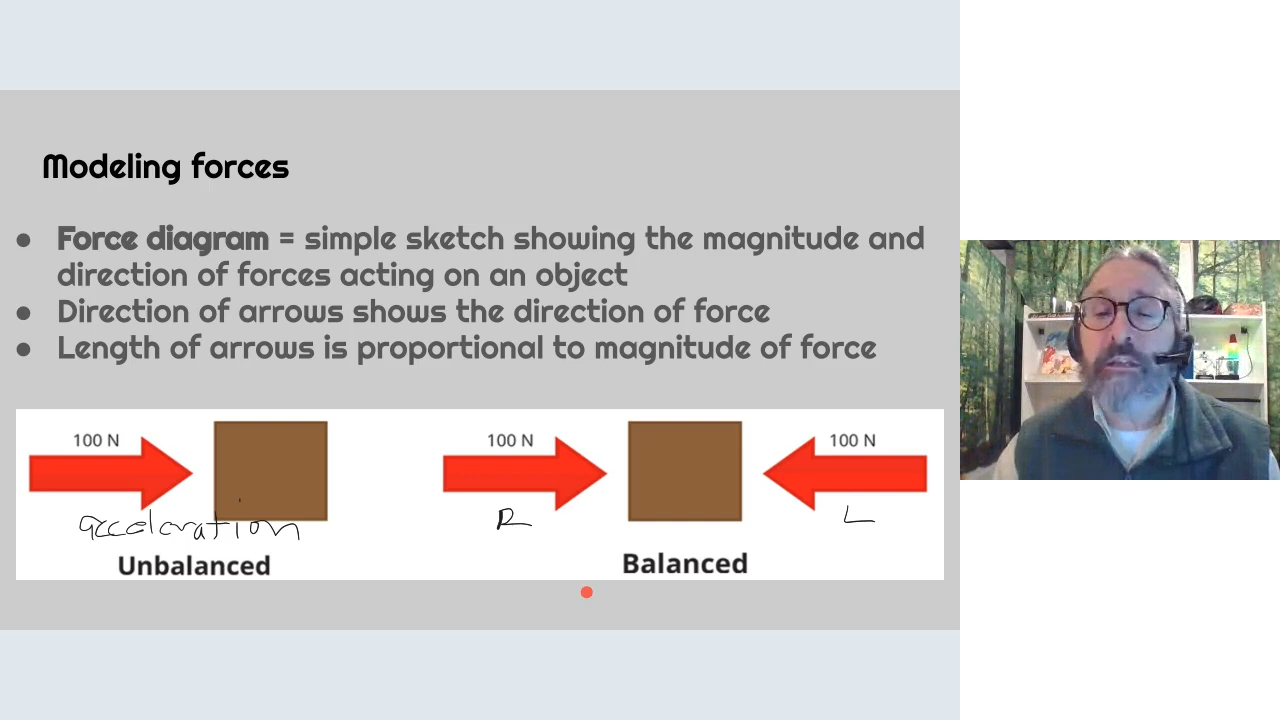 Modeling forces
● Force diagram = simple sketch showing the magnitude and
direction of forces acting on an object
● Direction of arrows shows the direction of force
● Length of arrows is proportional to magnitude of force
100 N
100 N
100 N
acceleration
R
L
Unbalanced
Balanced